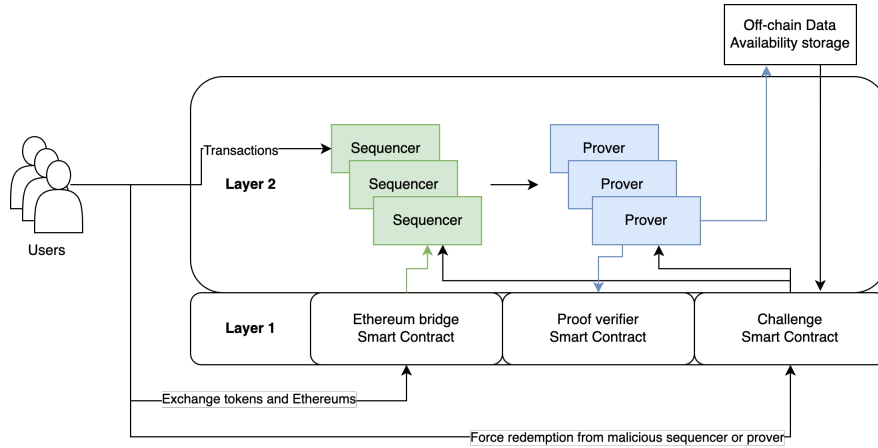 Off-chain Data
Availability storage
Transactions
Sequencer
Prover
Layer 2
Sequencer
Prover
Sequencer
Prover
Users
Layer 1
Ethereum bridge
Smart Contract
Proof verifier
Smart Contract
Challenge
Smart Contract
Exchange tokens and Ethereums
Force redemption from malicious sequencer or prover